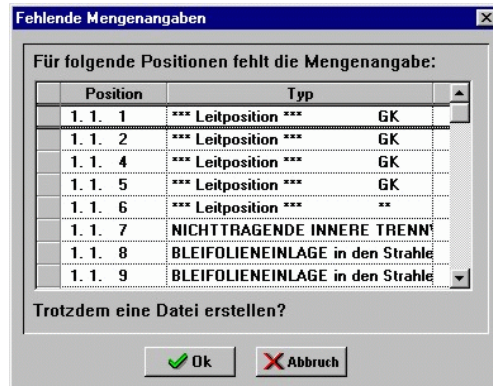 Fehlende Mengenangaben
Für folgende Positionen fehlt die Mengenangabe:
Position Typ
1. 1. 1 *** Leitposition *** GK
1. 1. 2 *** Leitposition *** GK
1. 1. 4 *** Leitposition *** GK
1. 1. 5 *** Leitposition *** GK
1. 1. 6 *** Leitposition *** **
1. 1. 7 NICHTTRAGENDE INNERE TRENN
1. 1. 8 BLEIFOLIENEINLAGE in den Strahle
1. 1. 9 BLEIFOLIENEINLAGE in den Strahle
Trotzdem eine Datei erstellen?
Ok Abbruch